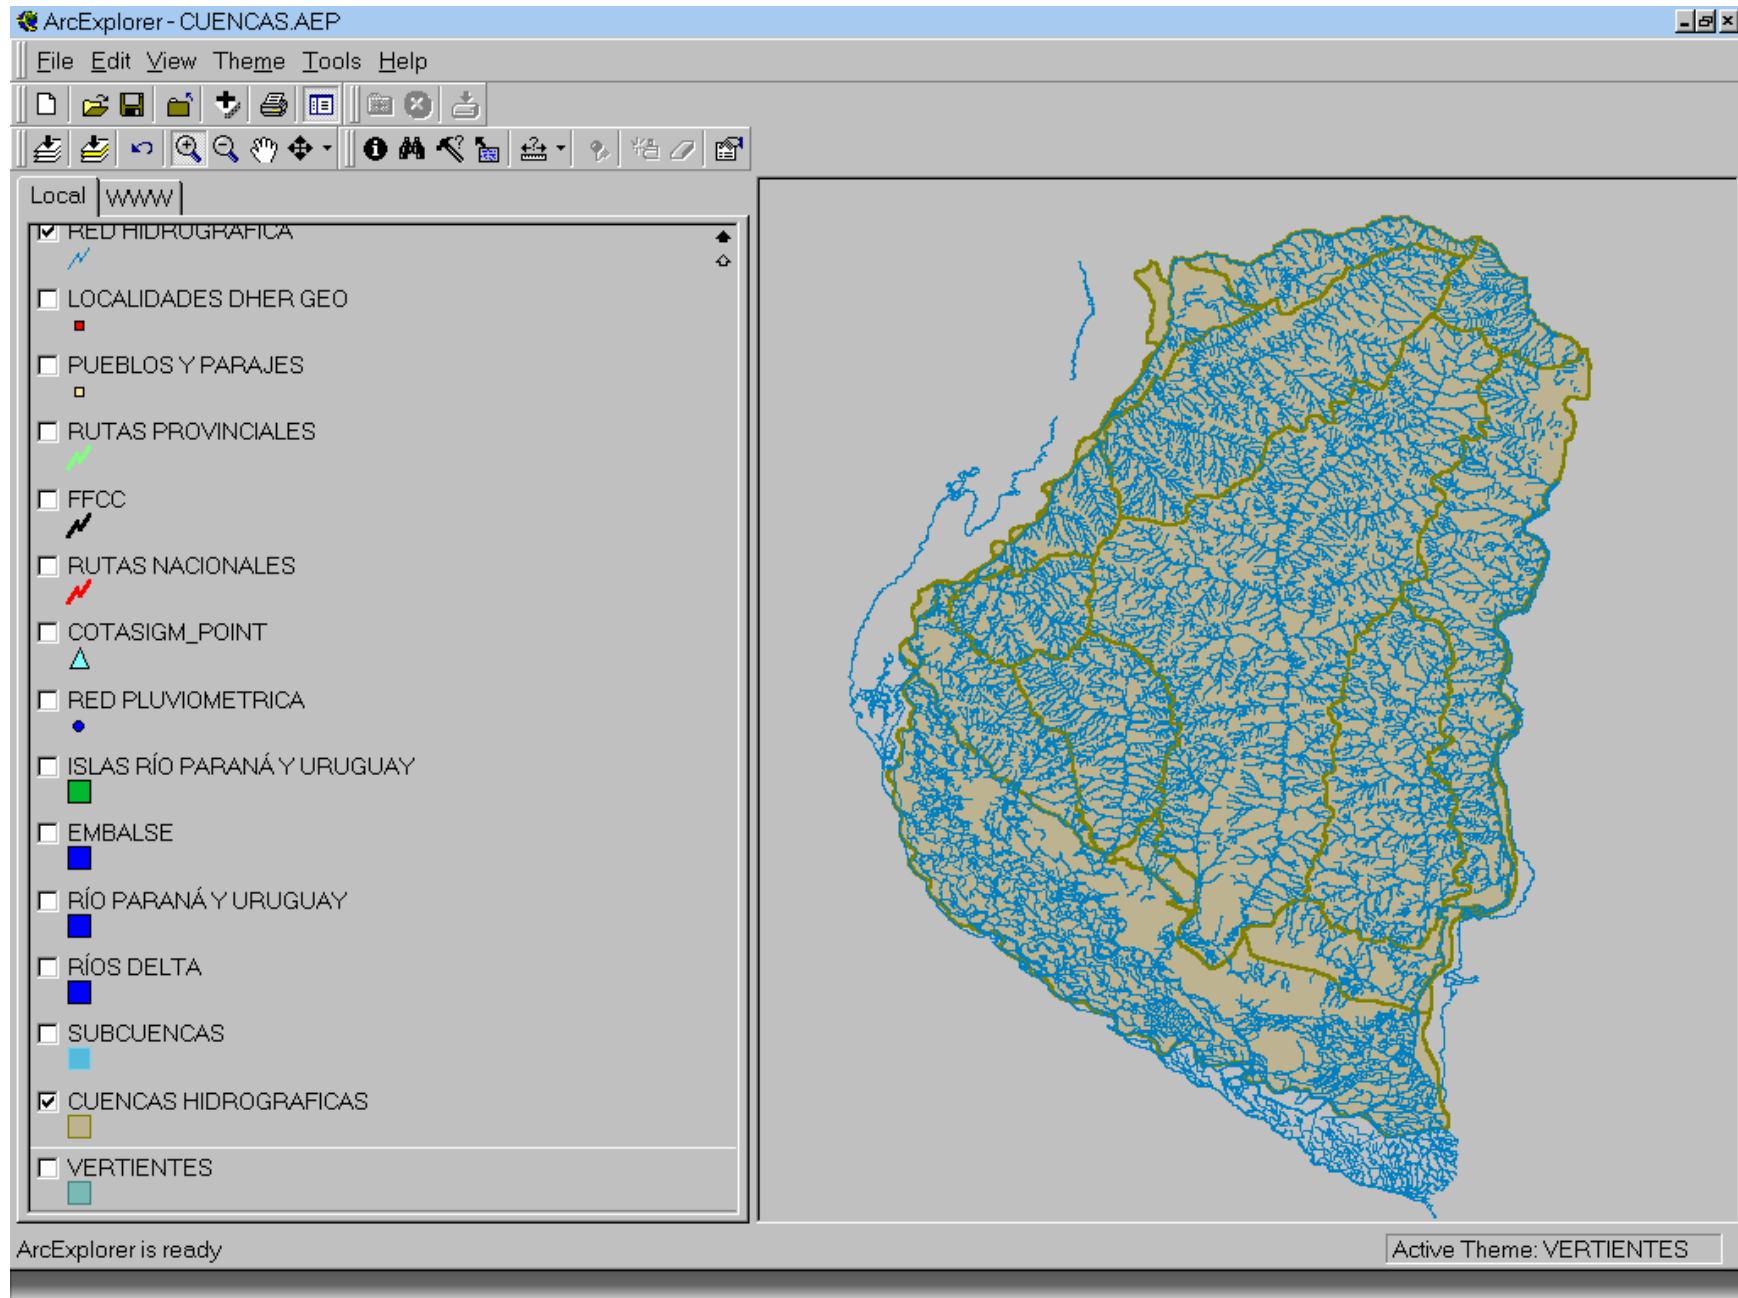 ArcExplorer - CUENCAS.AEP
File Edit View Theme Tools Help
Local WWW
RED HIDROGRAFICA
LOCALIDADES DHER GEO
PUEBLOS Y PARAJES
RUTAS PROVINCIALES
FFCC
RUTAS NACIONALES
COTASIGM_POINT
RED PLUVIOMETRICA
ISLAS RÍO PARANÁ Y URUGUAY
EMBALSE
RÍO PARANÁ Y URUGUAY
RÍOS DELTA
SUBCUENCAS
CUENCAS HIDROGRAFICAS
VERTIENTES
ArcExplorer is ready
Active Theme: VERTIENTES